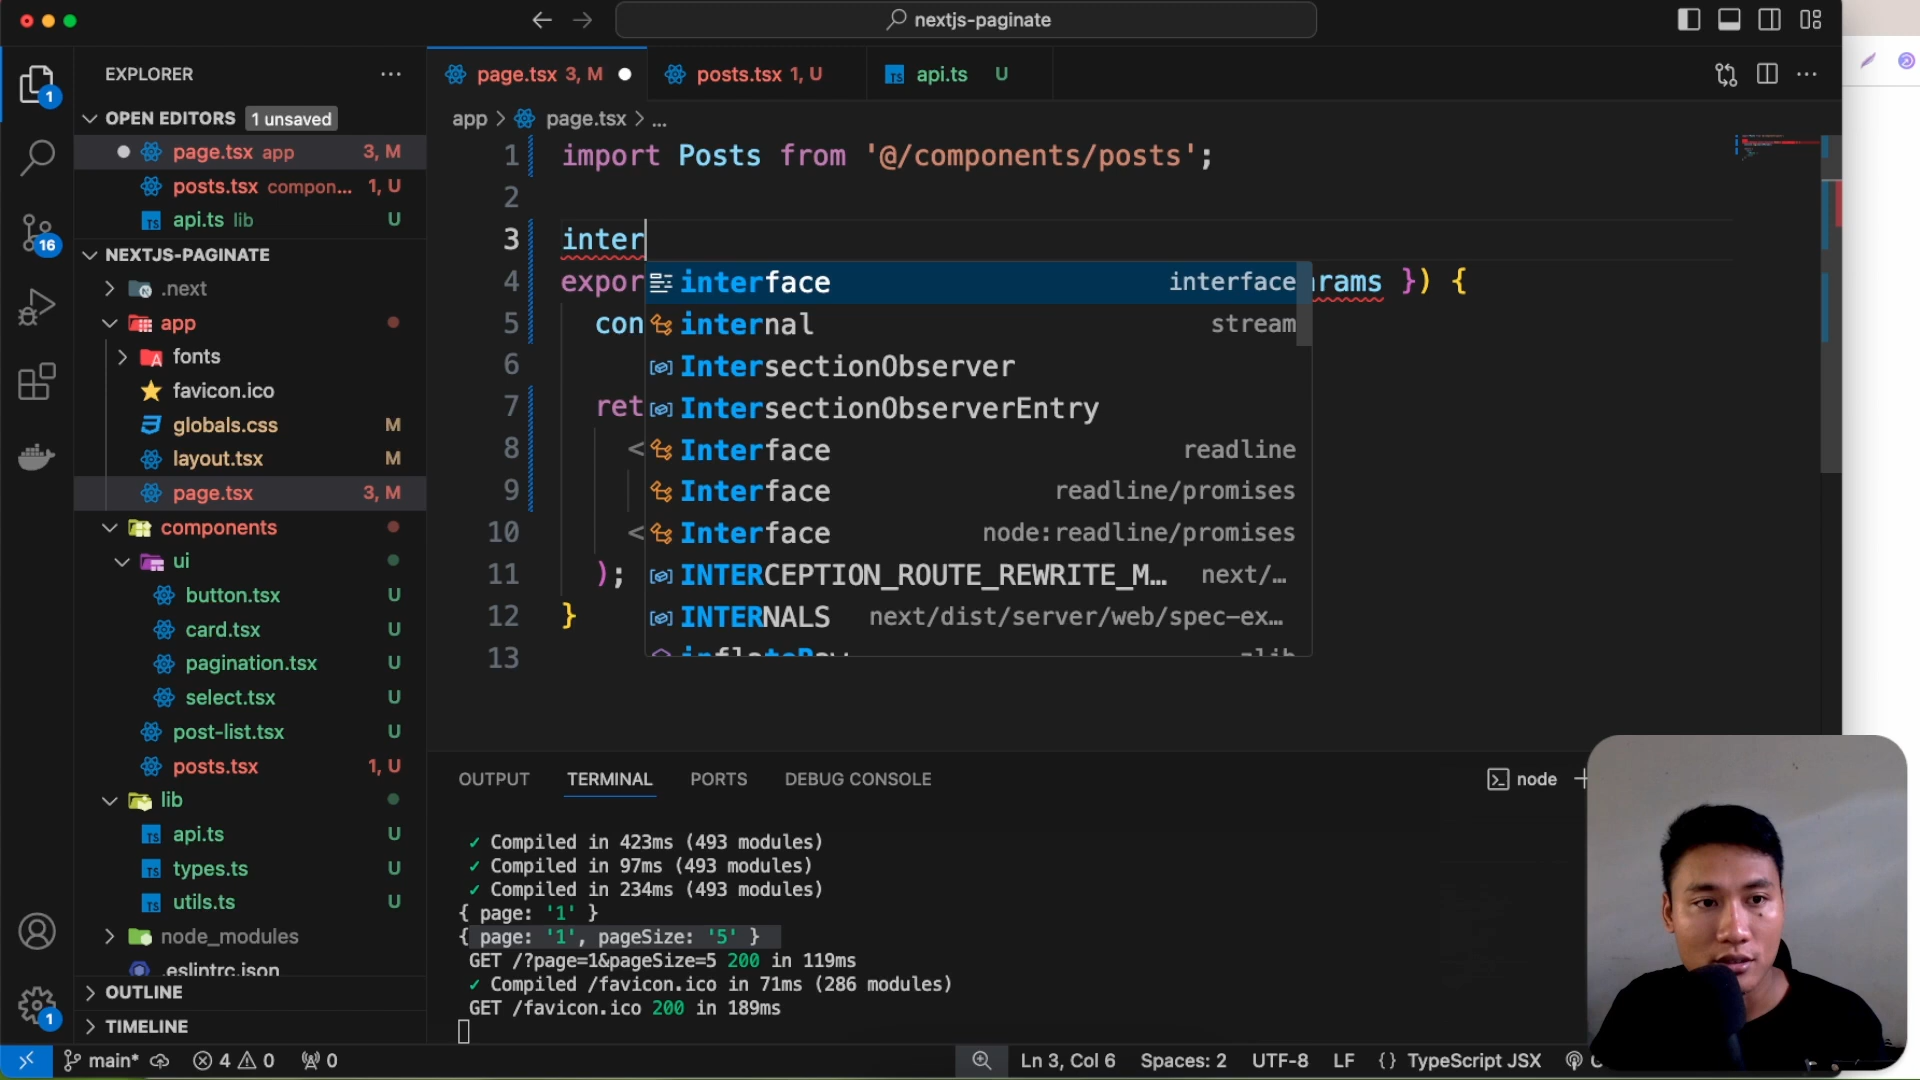 nextjs-paginate
EXPLORER
OPEN EDITORS 1 unsaved
page.tsx app 3, M
posts.tsx compon... 1, U
api.ts lib U
NEXTJS-PAGINATE
.next
app
fonts
favicon.ico
globals.css M
layout.tsx M
page.tsx 3, M
components
ui
button.tsx U
card.tsx U
pagination.tsx U
select.tsx U
post-list.tsx U
posts.tsx 1, U
lib
api.ts U
types.ts U
utils.ts U
node_modules
.eslintrc.json
OUTLINE
TIMELINE
1
16
1
page.tsx 3, M
posts.tsx 1, U
api.ts U
app > page.tsx > ...
1 import Posts from '@/components/posts';
2
3 inter
4 expor rams }) {
5 con
6
7 ret
8 <
9
10 <
11 );
12 }
13
interface interface
internal stream
IntersectionObserver
IntersectionObserverEntry
Interface readline
Interface readline/promises
Interface node:readline/promises
INTERCEPTION_ROUTE_REWRITE_M... next/...
INTERNALS next/dist/server/web/spec-ex...
inflateRaw zlib
OUTPUT TERMINAL PORTS DEBUG CONSOLE
node
✓ Compiled in 423ms (493 modules)
✓ Compiled in 97ms (493 modules)
✓ Compiled in 234ms (493 modules)
{ page: '1' }
{ page: '1', pageSize: '5' }
GET /?page=1&pageSize=5 200 in 119ms
✓ Compiled /favicon.ico in 71ms (286 modules)
GET /favicon.ico 200 in 189ms
main* 4 0 0
Ln 3, Col 6 Spaces: 2 UTF-8 LF {} TypeScript JSX